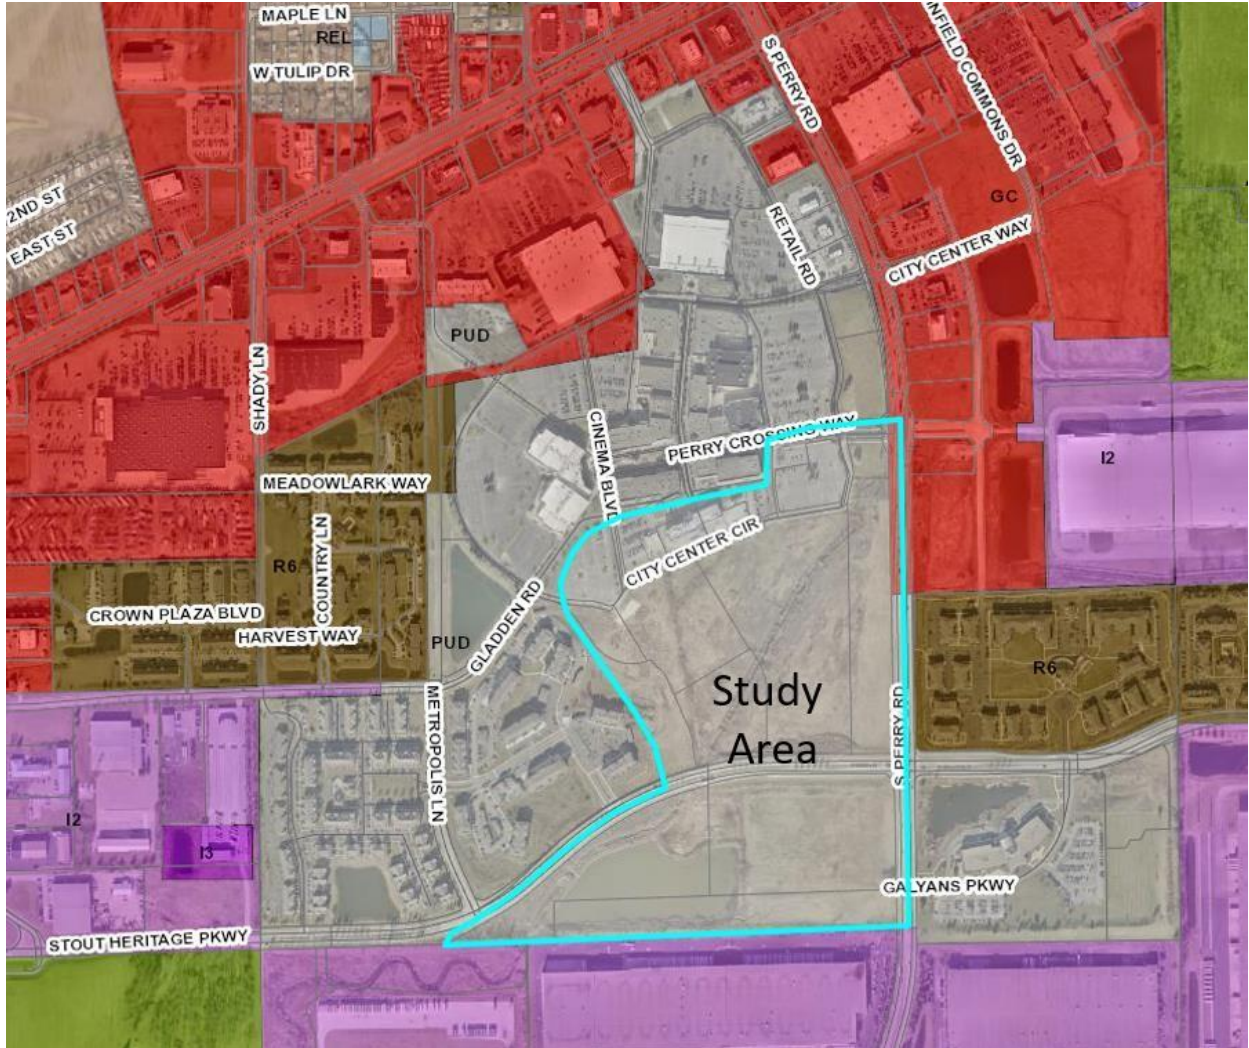 MAPLE LN
REL
W TULIP DR
S PERRY RD
NFIELD COMMONS DR
2ND ST
EAST ST
GC
RETAIL RD
CITY CENTER WAY
PUD
SHADY LN
CINEMA BLVD
PERRY CROSSING WAY
I2
MEADOWLARK WAY
COUNTRY LN
CITY CENTER CIR
R6
CROWN PLAZA BLVD
HARVEST WAY
PUD
GLADDEN RD
R6
Study
Area
METROPOLIS LN
S PERRY RD
I2
I3
GALYANS PKWY
STOUT HERITAGE PKWY